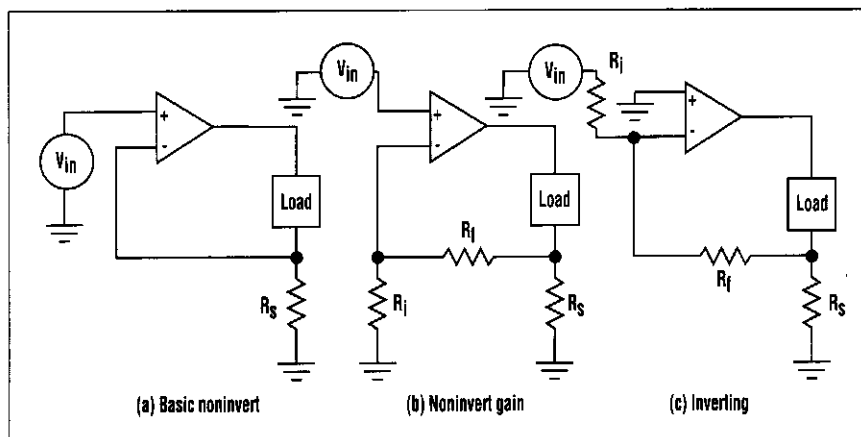 Vin
+
-
Load
Rs
(a) Basic noninvert
Vin
+
-
Load
Rf
Ri
Rs
(b) Noninvert gain
Vin
Ri
+
-
Load
Rf
Rs
(c) Inverting